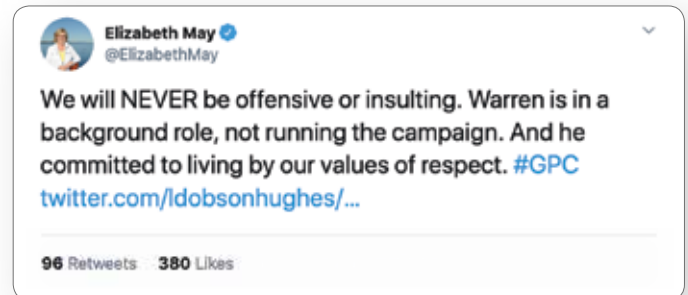 Elizabeth May
@ElizabethMay
We will NEVER be offensive or insulting. Warren is in a
background role, not running the campaign. And he
committed to living by our values of respect. #GPC
twitter.com/ldobsonhughes/...
96 Retweets 380 Likes